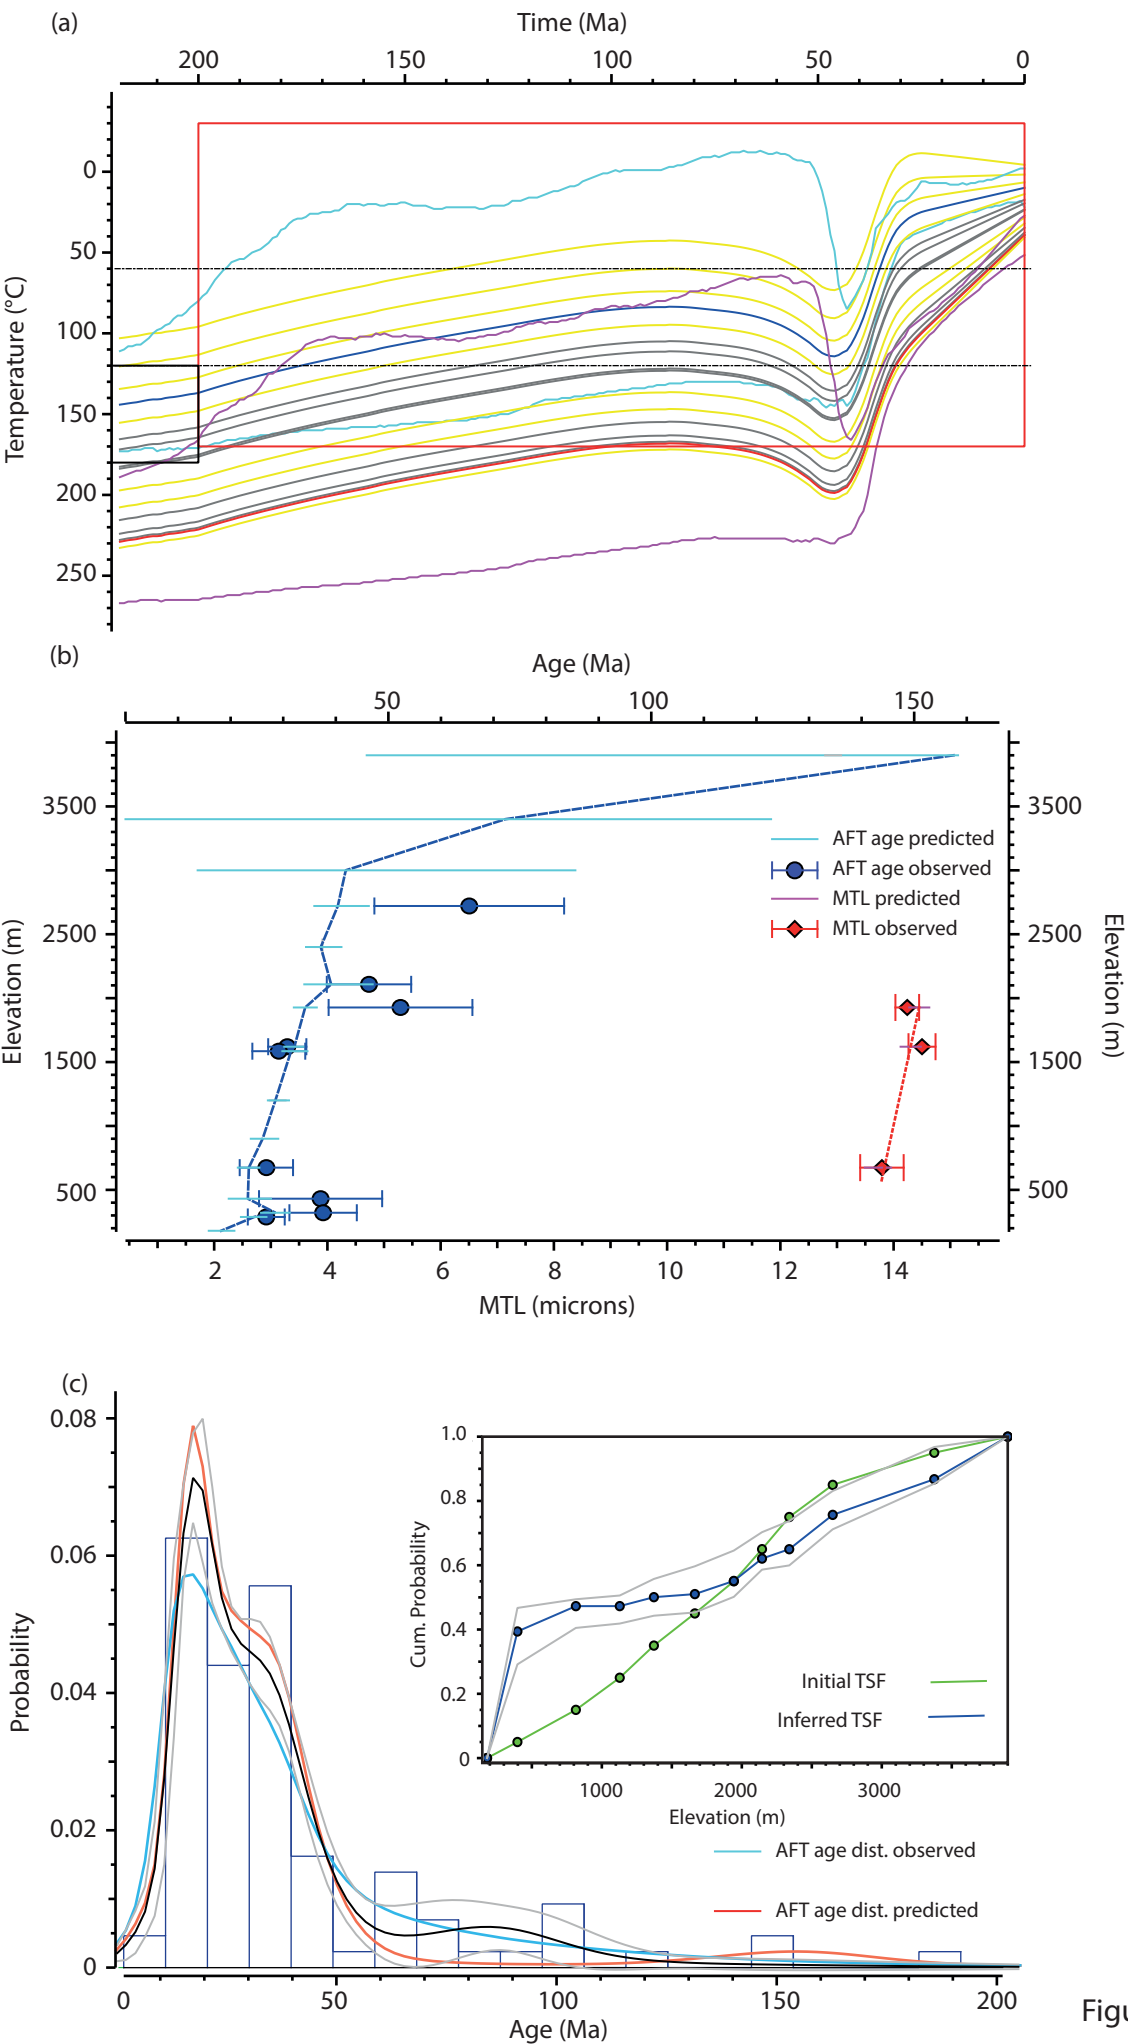 (a)
Time (Ma)
200 150 100 50 0
Temperature (°C)
0
50
100
150
200
250
(b)
Age (Ma)
50 100 150
Elevation (m)
Elevation (m)
3500 3500
AFT age predicted
AFT age observed
MTL predicted
MTL observed
2500 2500
1500 1500
500 500
2 4 6 8 10 12 14
MTL (microns)
(c)
Probability
0.08
0.06
0.04
0.02
0
Cum. Probability
1.0
0.8
0.6
0.4
0.2
0
Initial TSF
Inferred TSF
1000 2000 3000
Elevation (m)
AFT age dist. observed
AFT age dist. predicted
0 50 100 150 200
Age (Ma)